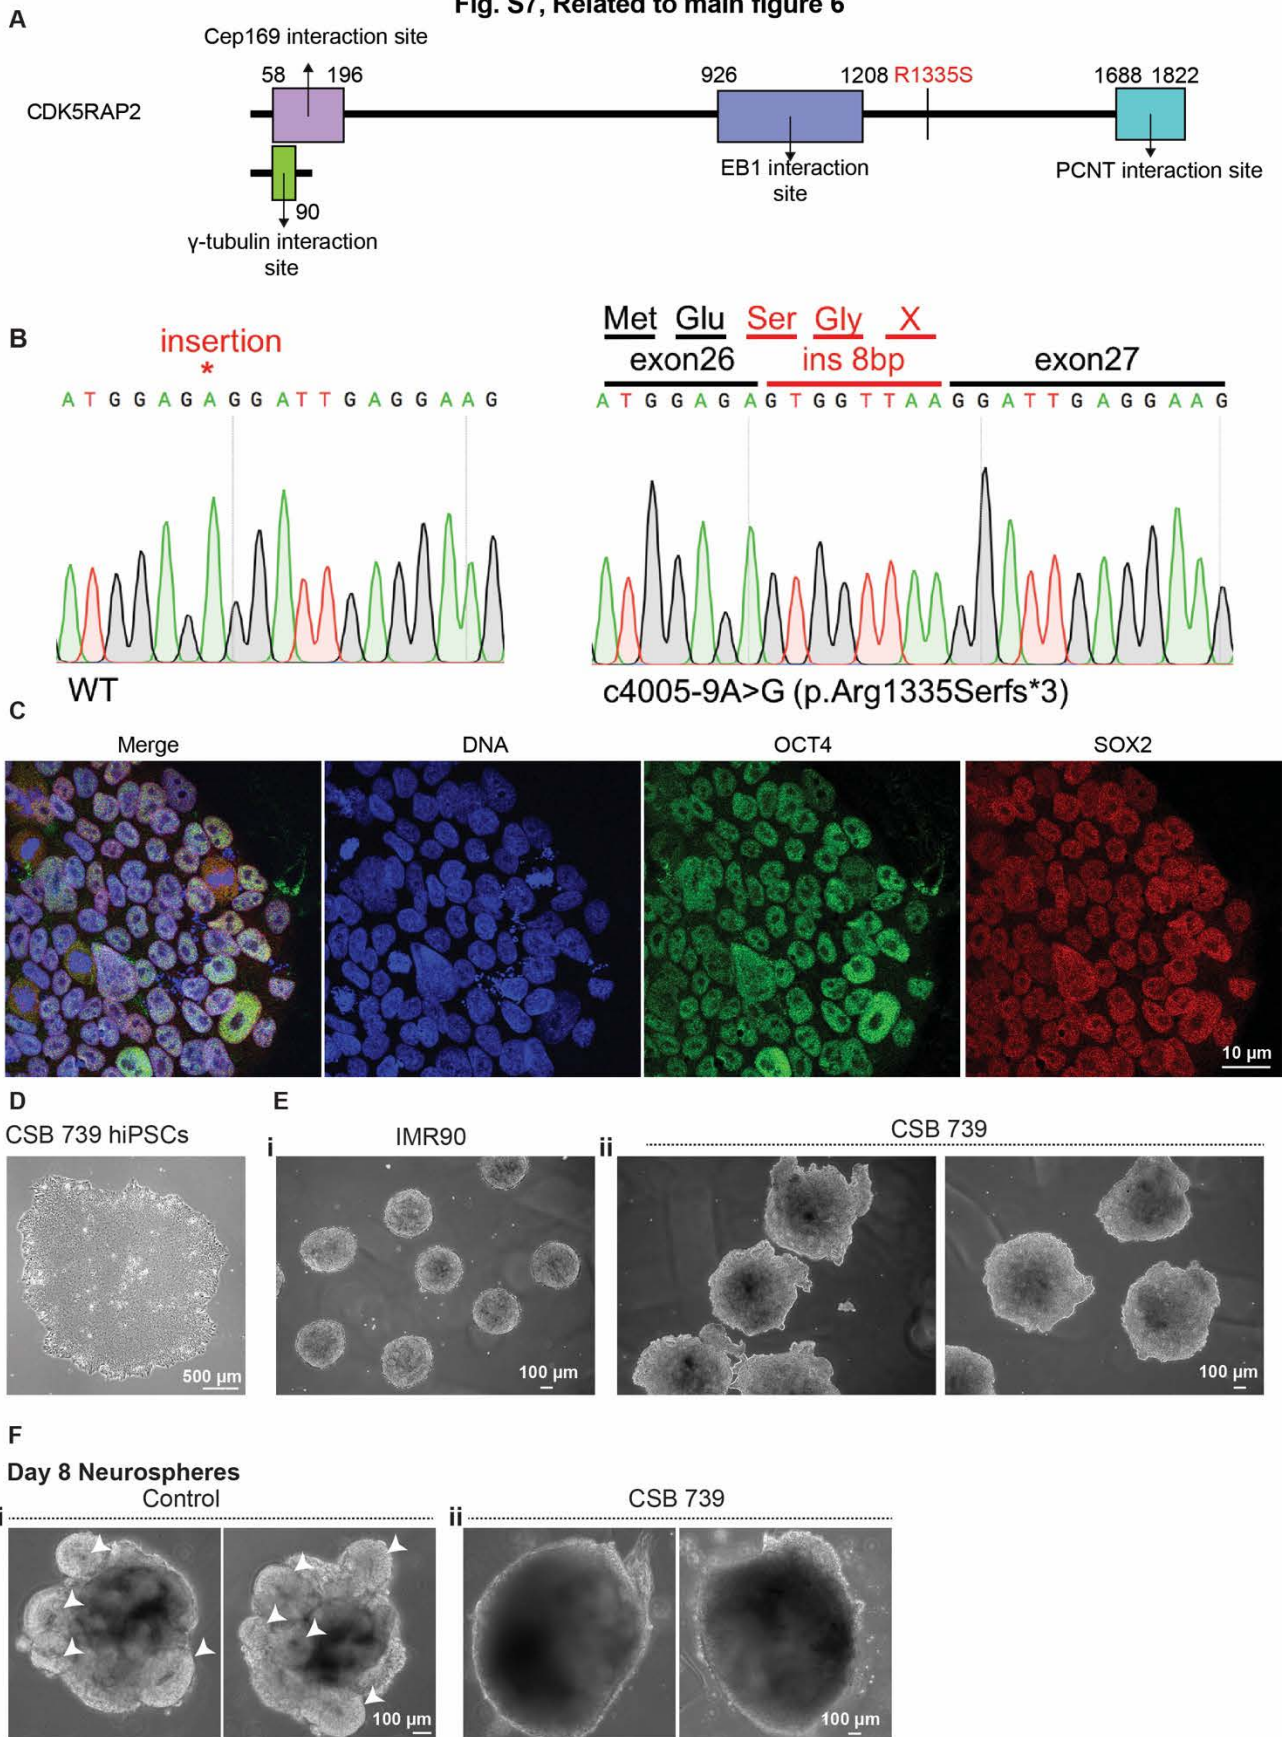 Fig. S7, Related to main figure 6
A
Cep169 interaction site
58 196 926 1208 R1335S 1688 1822
CDK5RAP2
EB1 interaction
site
PCNT interaction site
90
γ-tubulin interaction
site
B
insertion
*
A T G G A G A G G A T T G A G G A A G
WT
Met Glu Ser Gly X
exon26 ins 8bp exon27
A T G G A G A G T G G T T A A G G A T T G A G G A A G
c4005-9A>G (p.Arg1335Serfs*3)
C
Merge DNA OCT4 SOX2
10 µm
D
CSB 739 hiPSCs
500 µm
E
i IMR90
100 µm
ii CSB 739
100 µm
F
Day 8 Neurospheres
i Control
100 µm
ii CSB 739
100 µm